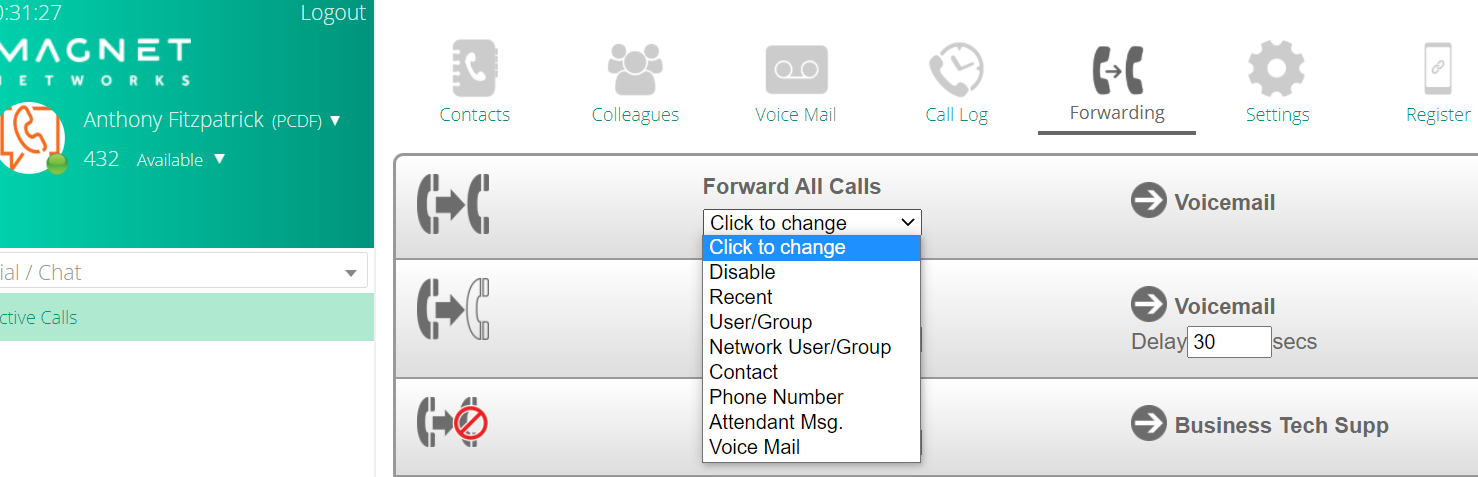 0:31:27 Logout
MAGNET
NETWORKS
Anthony Fitzpatrick (PCDF)
432 Available
ial / Chat
ctive Calls
Contacts Colleagues Voice Mail Call Log Forwarding Settings Register
Forward All Calls
Click to change
Click to change
Disable
Recent
User/Group
Network User/Group
Contact
Phone Number
Attendant Msg.
Voice Mail
Voicemail
Voicemail
Delay 30 secs
Business Tech Supp